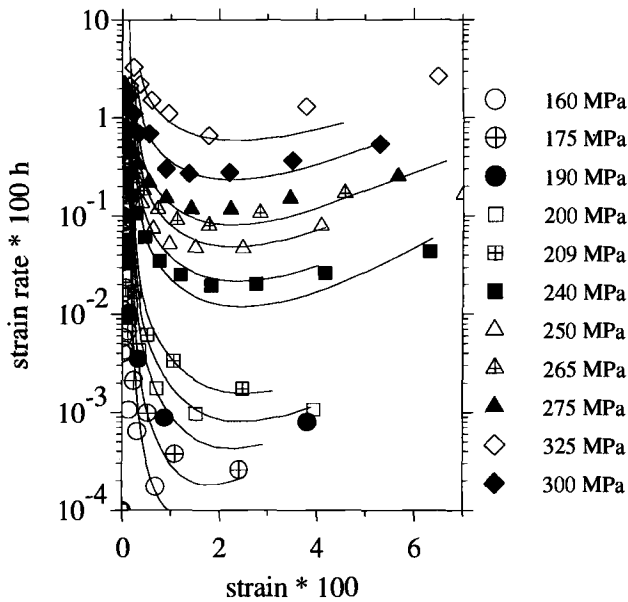 10
1
10⁻¹
10⁻²
10⁻³
10⁻⁴
strain rate * 100 h
0 2 4 6
strain * 100
160 MPa
175 MPa
190 MPa
200 MPa
209 MPa
240 MPa
250 MPa
265 MPa
275 MPa
325 MPa
300 MPa